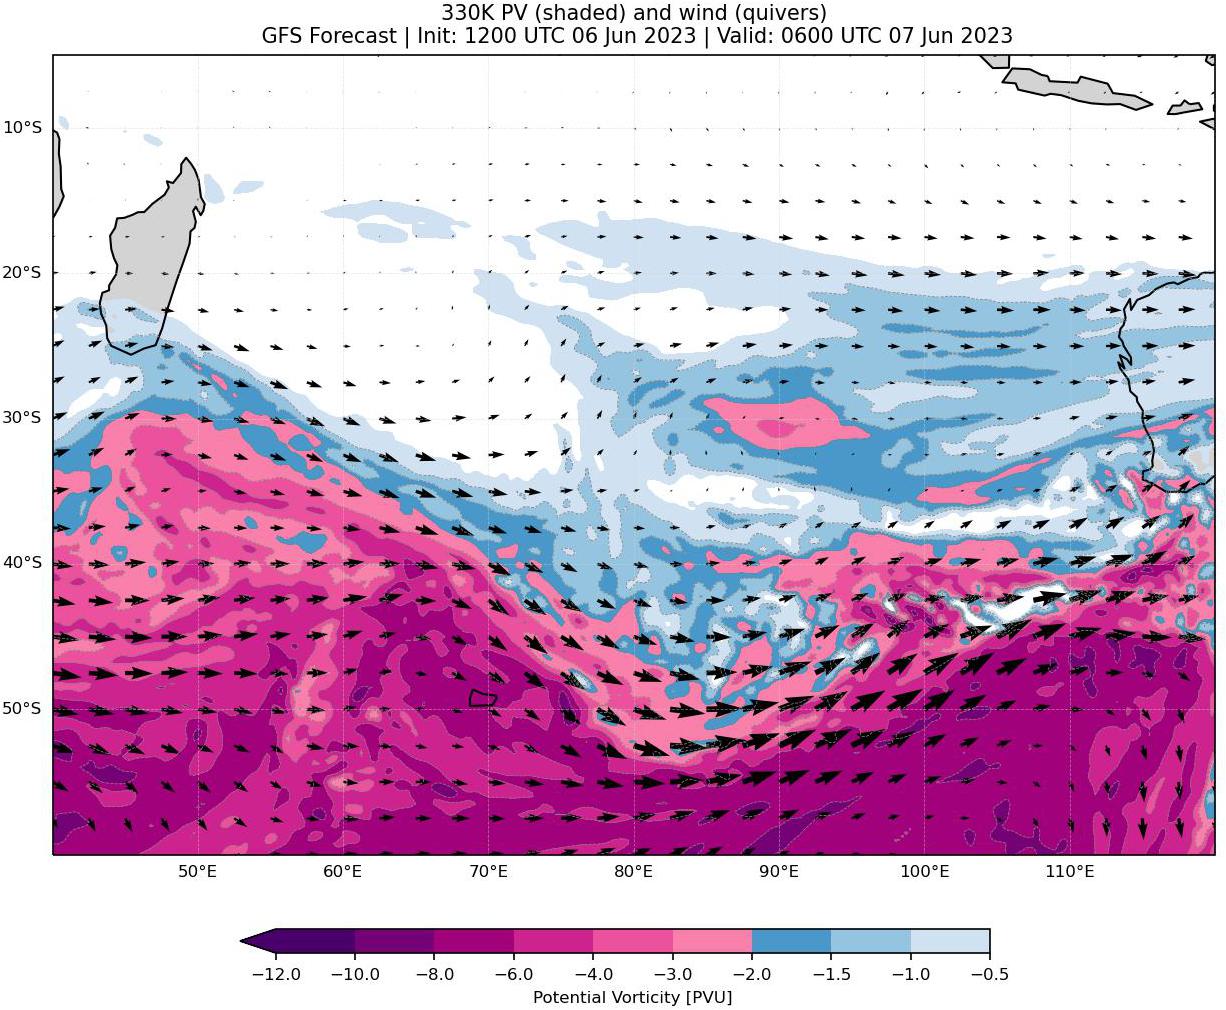 330K PV (shaded) and wind (quivers)
GFS Forecast | Init: 1200 UTC 06 Jun 2023 | Valid: 0600 UTC 07 Jun 2023
10°S
20°S
30°S
40°S
50°S
50°E 60°E 70°E 80°E 90°E 100°E 110°E
−12.0 −10.0 −8.0 −6.0 −4.0 −3.0 −2.0 −1.5 −1.0 −0.5
Potential Vorticity [PVU]